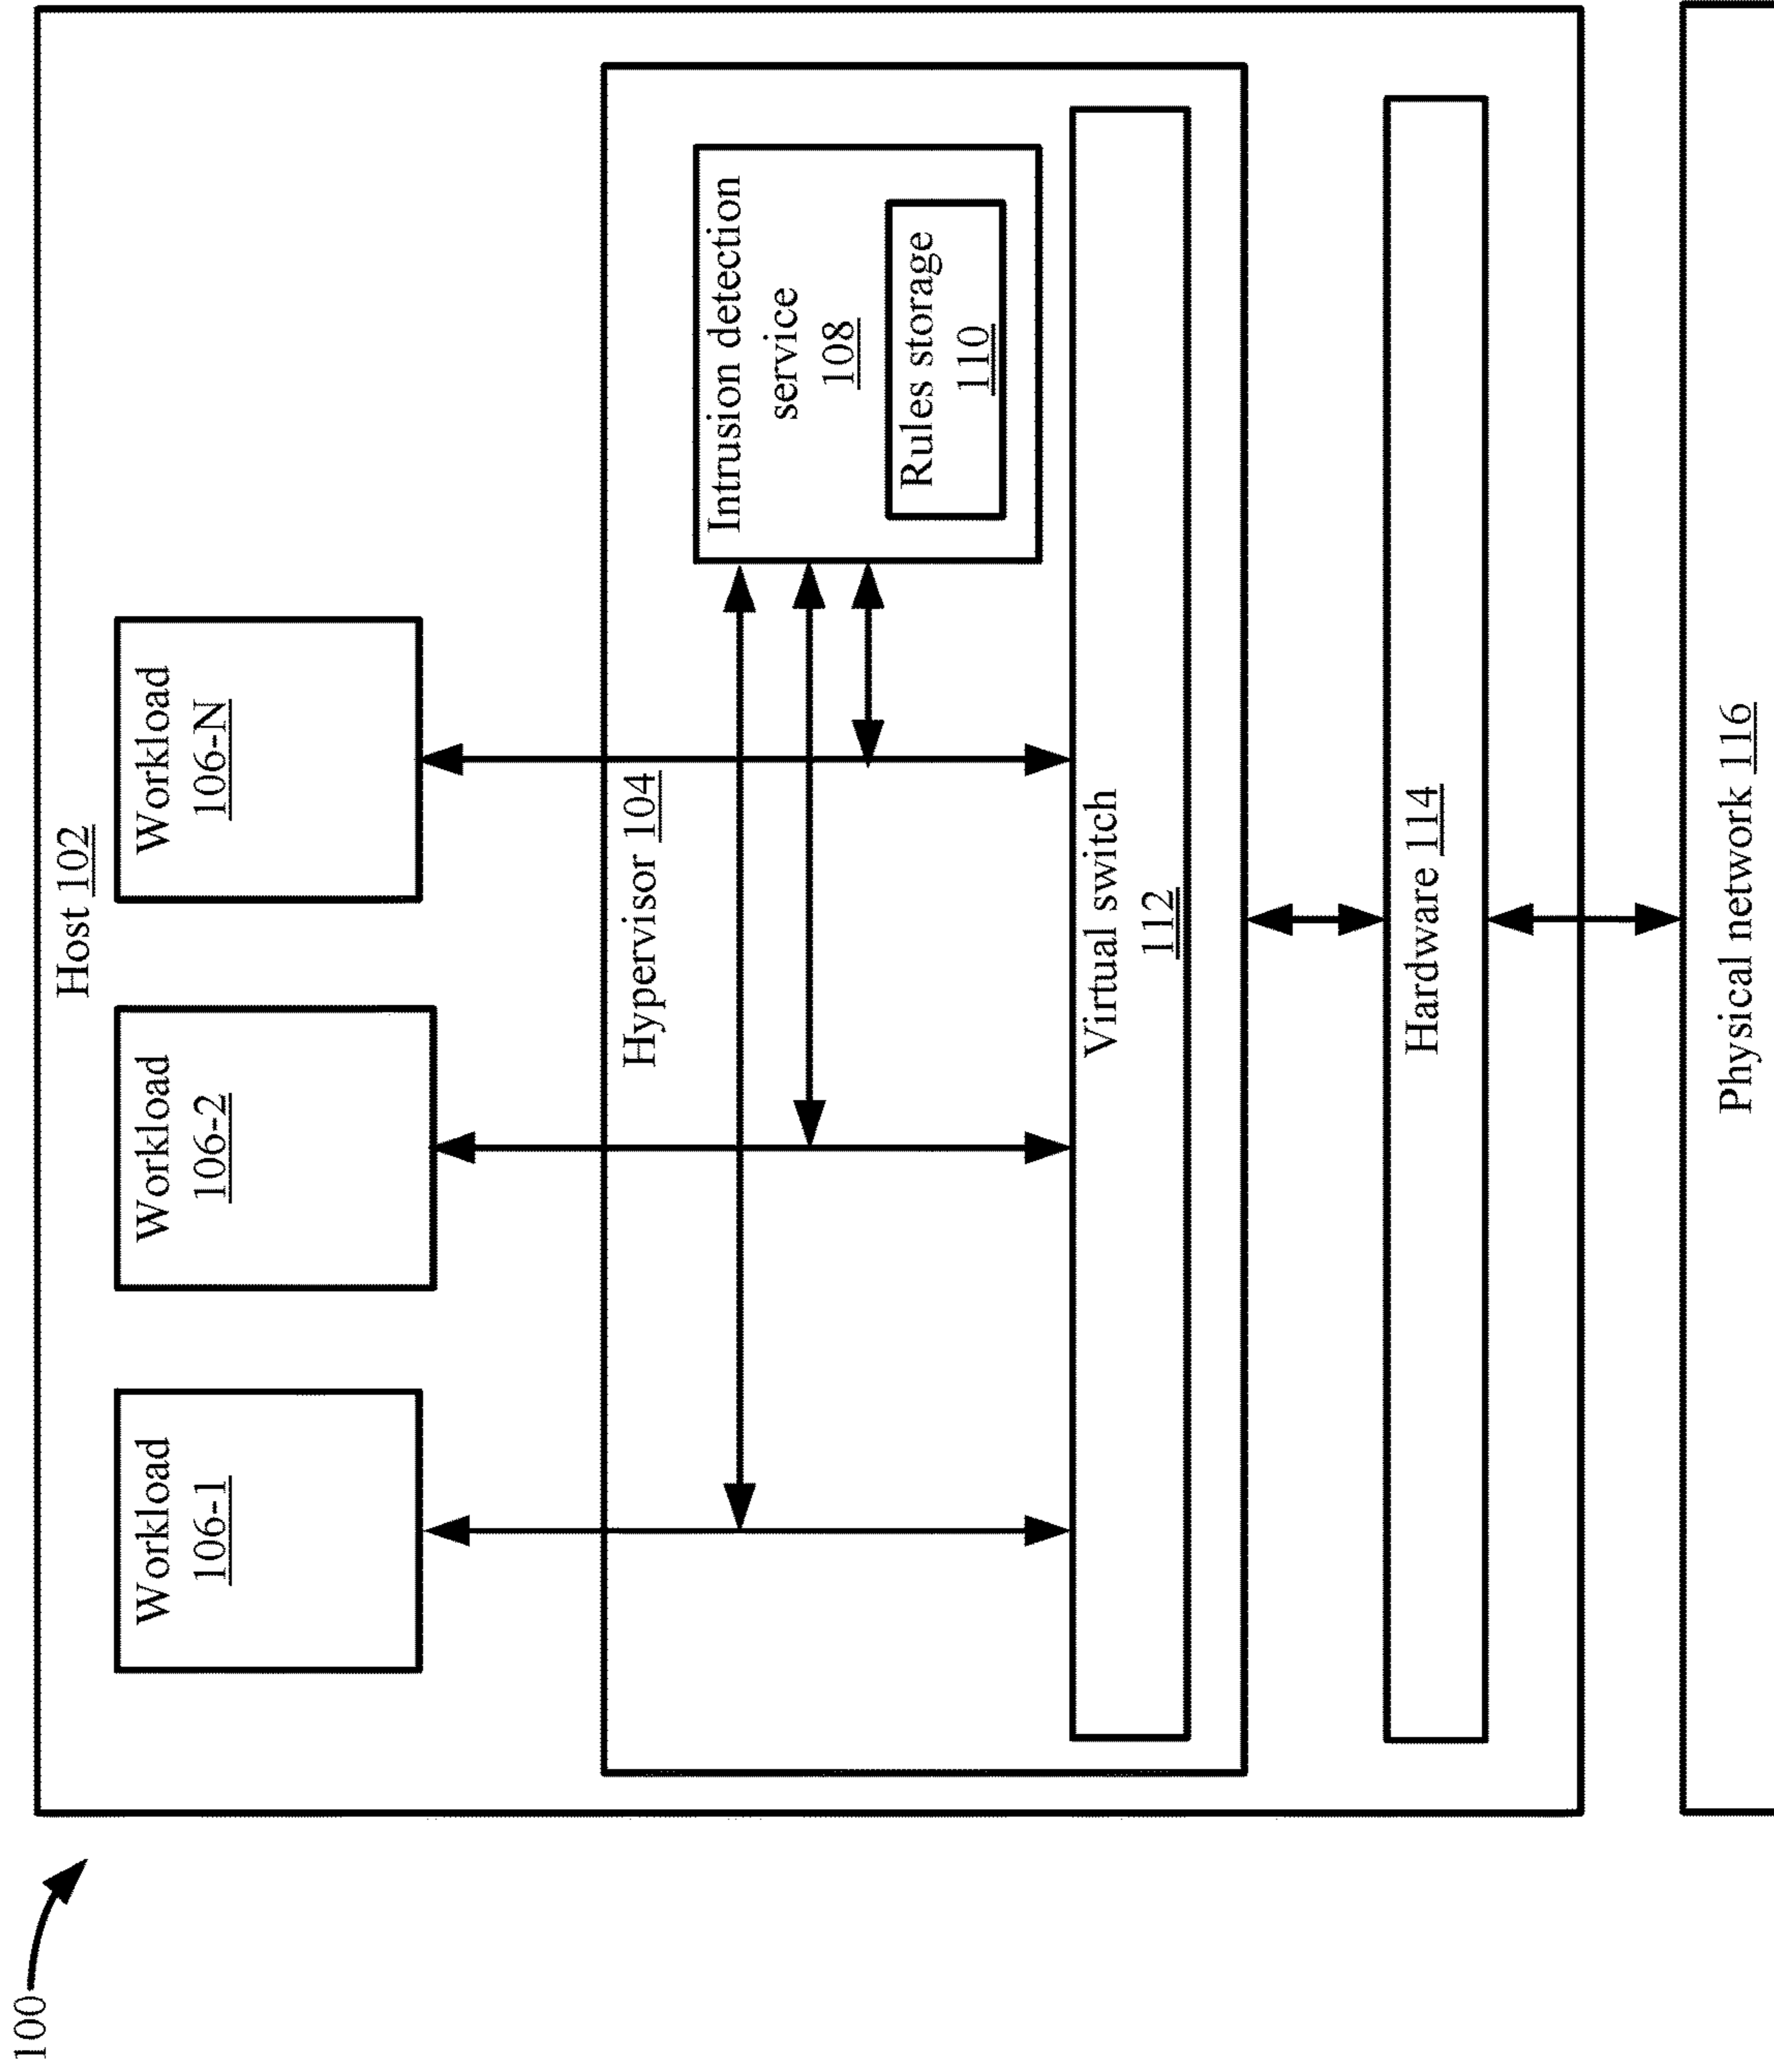 100
Host 102
Workload
106-1
Workload
106-2
Workload
106-N
Hypervisor 104
Intrusion detection
service
108
Rules storage
110
Virtual switch
112
Hardware 114
Physical network 116